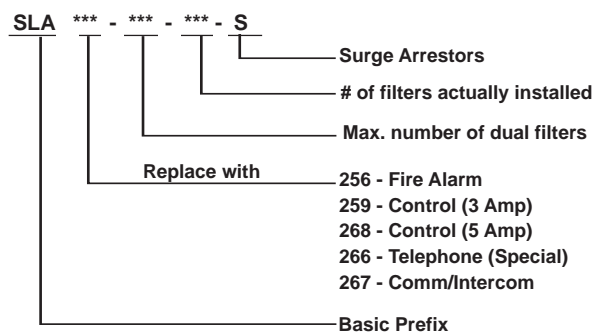 SLA *** - *** - *** - S
Surge Arrestors
# of filters actually installed
Max. number of dual filters
Replace with
256 - Fire Alarm
259 - Control (3 Amp)
268 - Control (5 Amp)
266 - Telephone (Special)
267 - Comm/Intercom
Basic Prefix